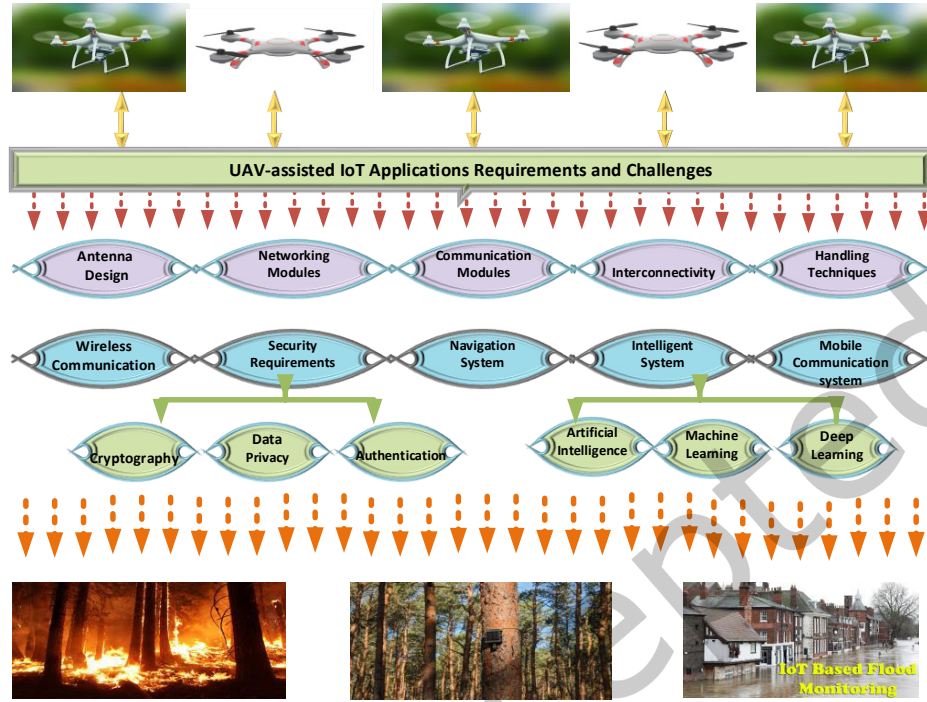 UAV-assisted IoT Applications Requirements and Challenges
Antenna
Design
Networking
Modules
Communication
Modules
Interconnectivity
Handling
Techniques
Wireless
Communication
Security
Requirements
Navigation
System
Intelligent
System
Mobile
Communication
system
Cryptography
Data
Privacy
Authentication
Artificial
Intelligence
Machine
Learning
Deep
Learning
IoT Based Flood
Monitoring
epted